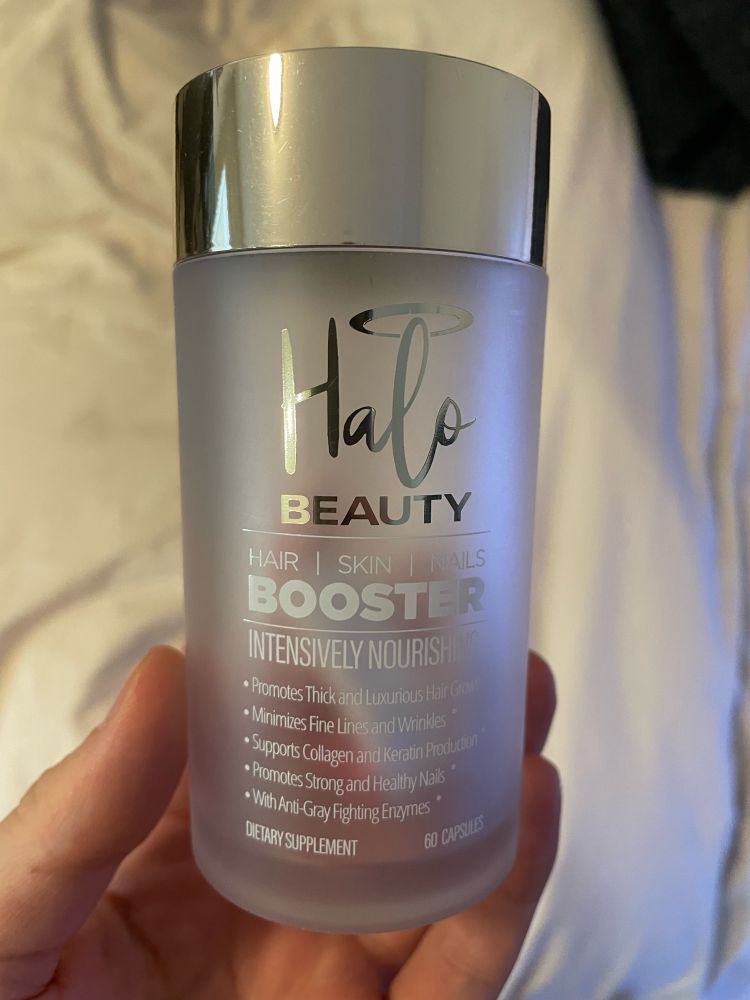 Halo
BEAUTY
HAIR | SKIN | NAILS
BOOSTER
INTENSIVELY NOURISHING
• Promotes Thick and Luxurious Hair Growth
• Minimizes Fine Lines and Wrinkles *
• Supports Collagen and Keratin Production *
• Promotes Strong and Healthy Nails *
• With Anti-Gray Fighting Enzymes *
DIETARY SUPPLEMENT 60 CAPSULES